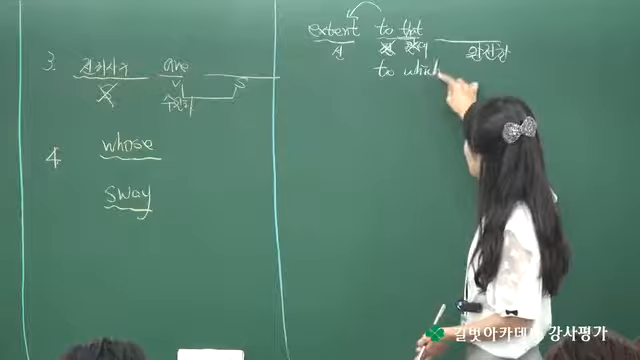 3. 전치사구 are
S
수일치
4. whose
sway
extent to that
선 완전한
to which
길벗아카데미 강사평가